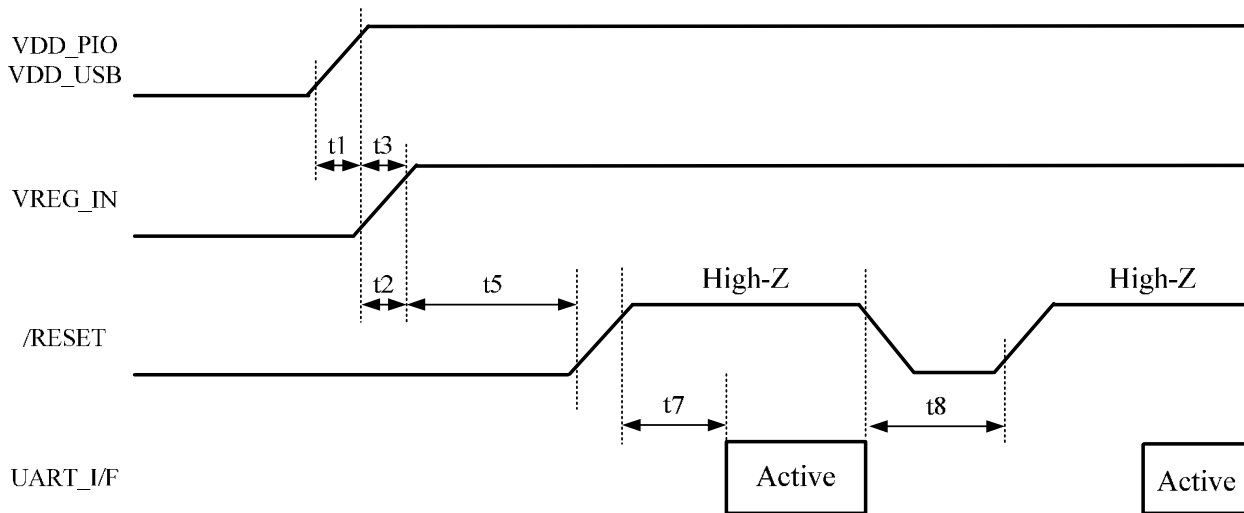 VDD_PIO
VDD_USB
t1
t3
VREG_IN
t2
t5
High-Z
High-Z
/RESET
t7
t8
UART_I/F
Active
Active